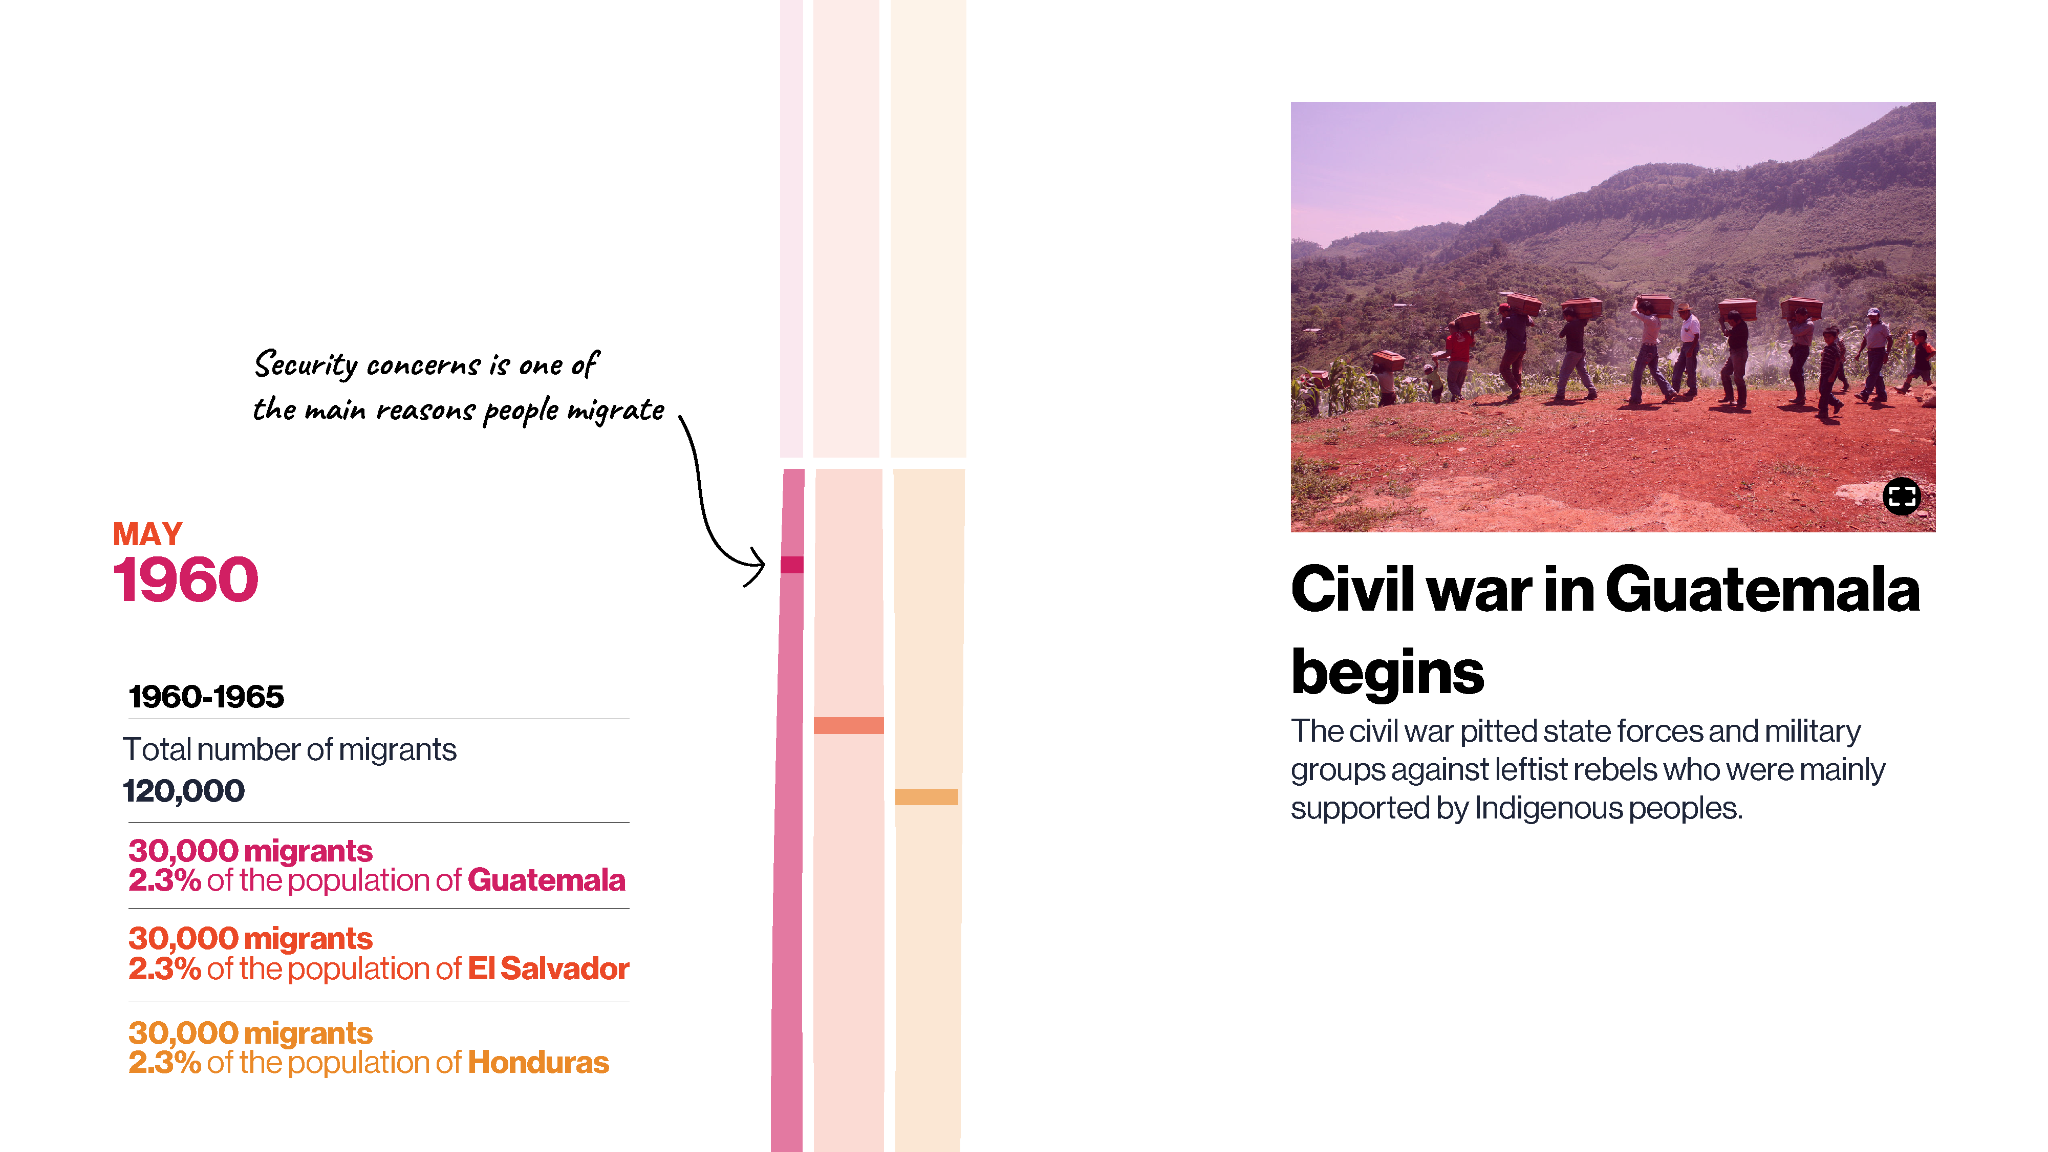 Security concerns is one of
the main reasons people migrate
MAY
1960
1960-1965
Total number of migrants
120,000
30,000 migrants
2.3% of the population of Guatemala
30,000 migrants
2.3% of the population of El Salvador
30,000 migrants
2.3% of the population of Honduras
Civil war in Guatemala
begins
The civil war pitted state forces and military
groups against leftist rebels who were mainly
supported by Indigenous peoples.